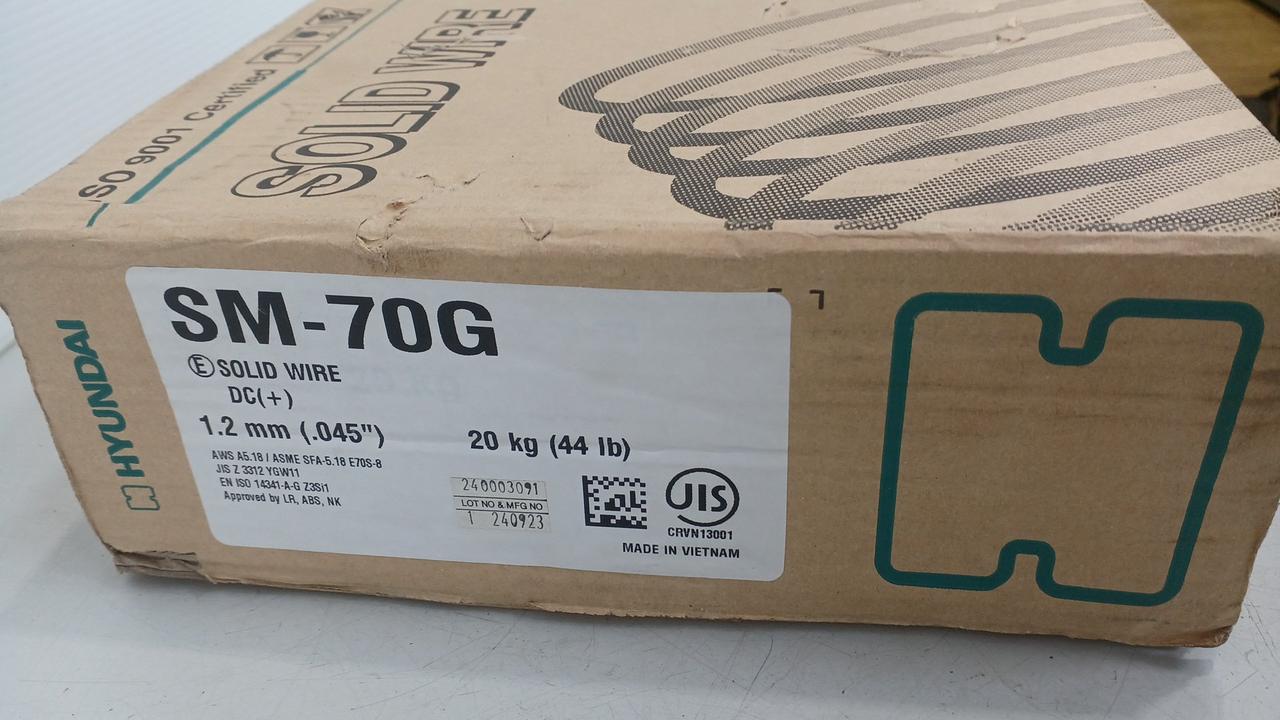 ISO 9001 Certified
SOLID WIRE
HYUNDAI
SM-70G
Ⓔ SOLID WIRE
DC(+)
1.2 mm (.045")
20 kg (44 lb)
AWS A5.18 / ASME SFA-5.18 E70S-8
JIS Z 3312 YGW11
EN ISO 14341-A-G Z3Si1
Approved by LR, ABS, NK
240003091
LOT NO & MFG NO
1 240923
JIS
CRVN13001
MADE IN VIETNAM